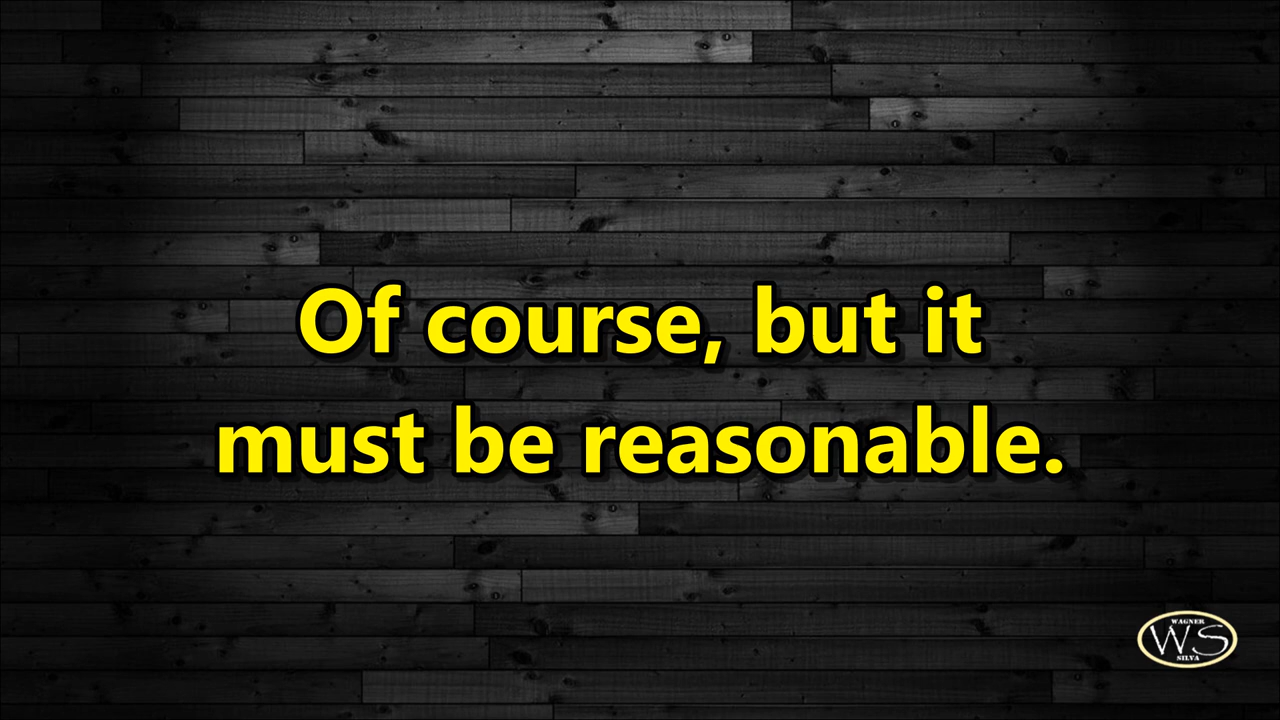 Of course, but it
must be reasonable.
WAGNER
WS
SILVA